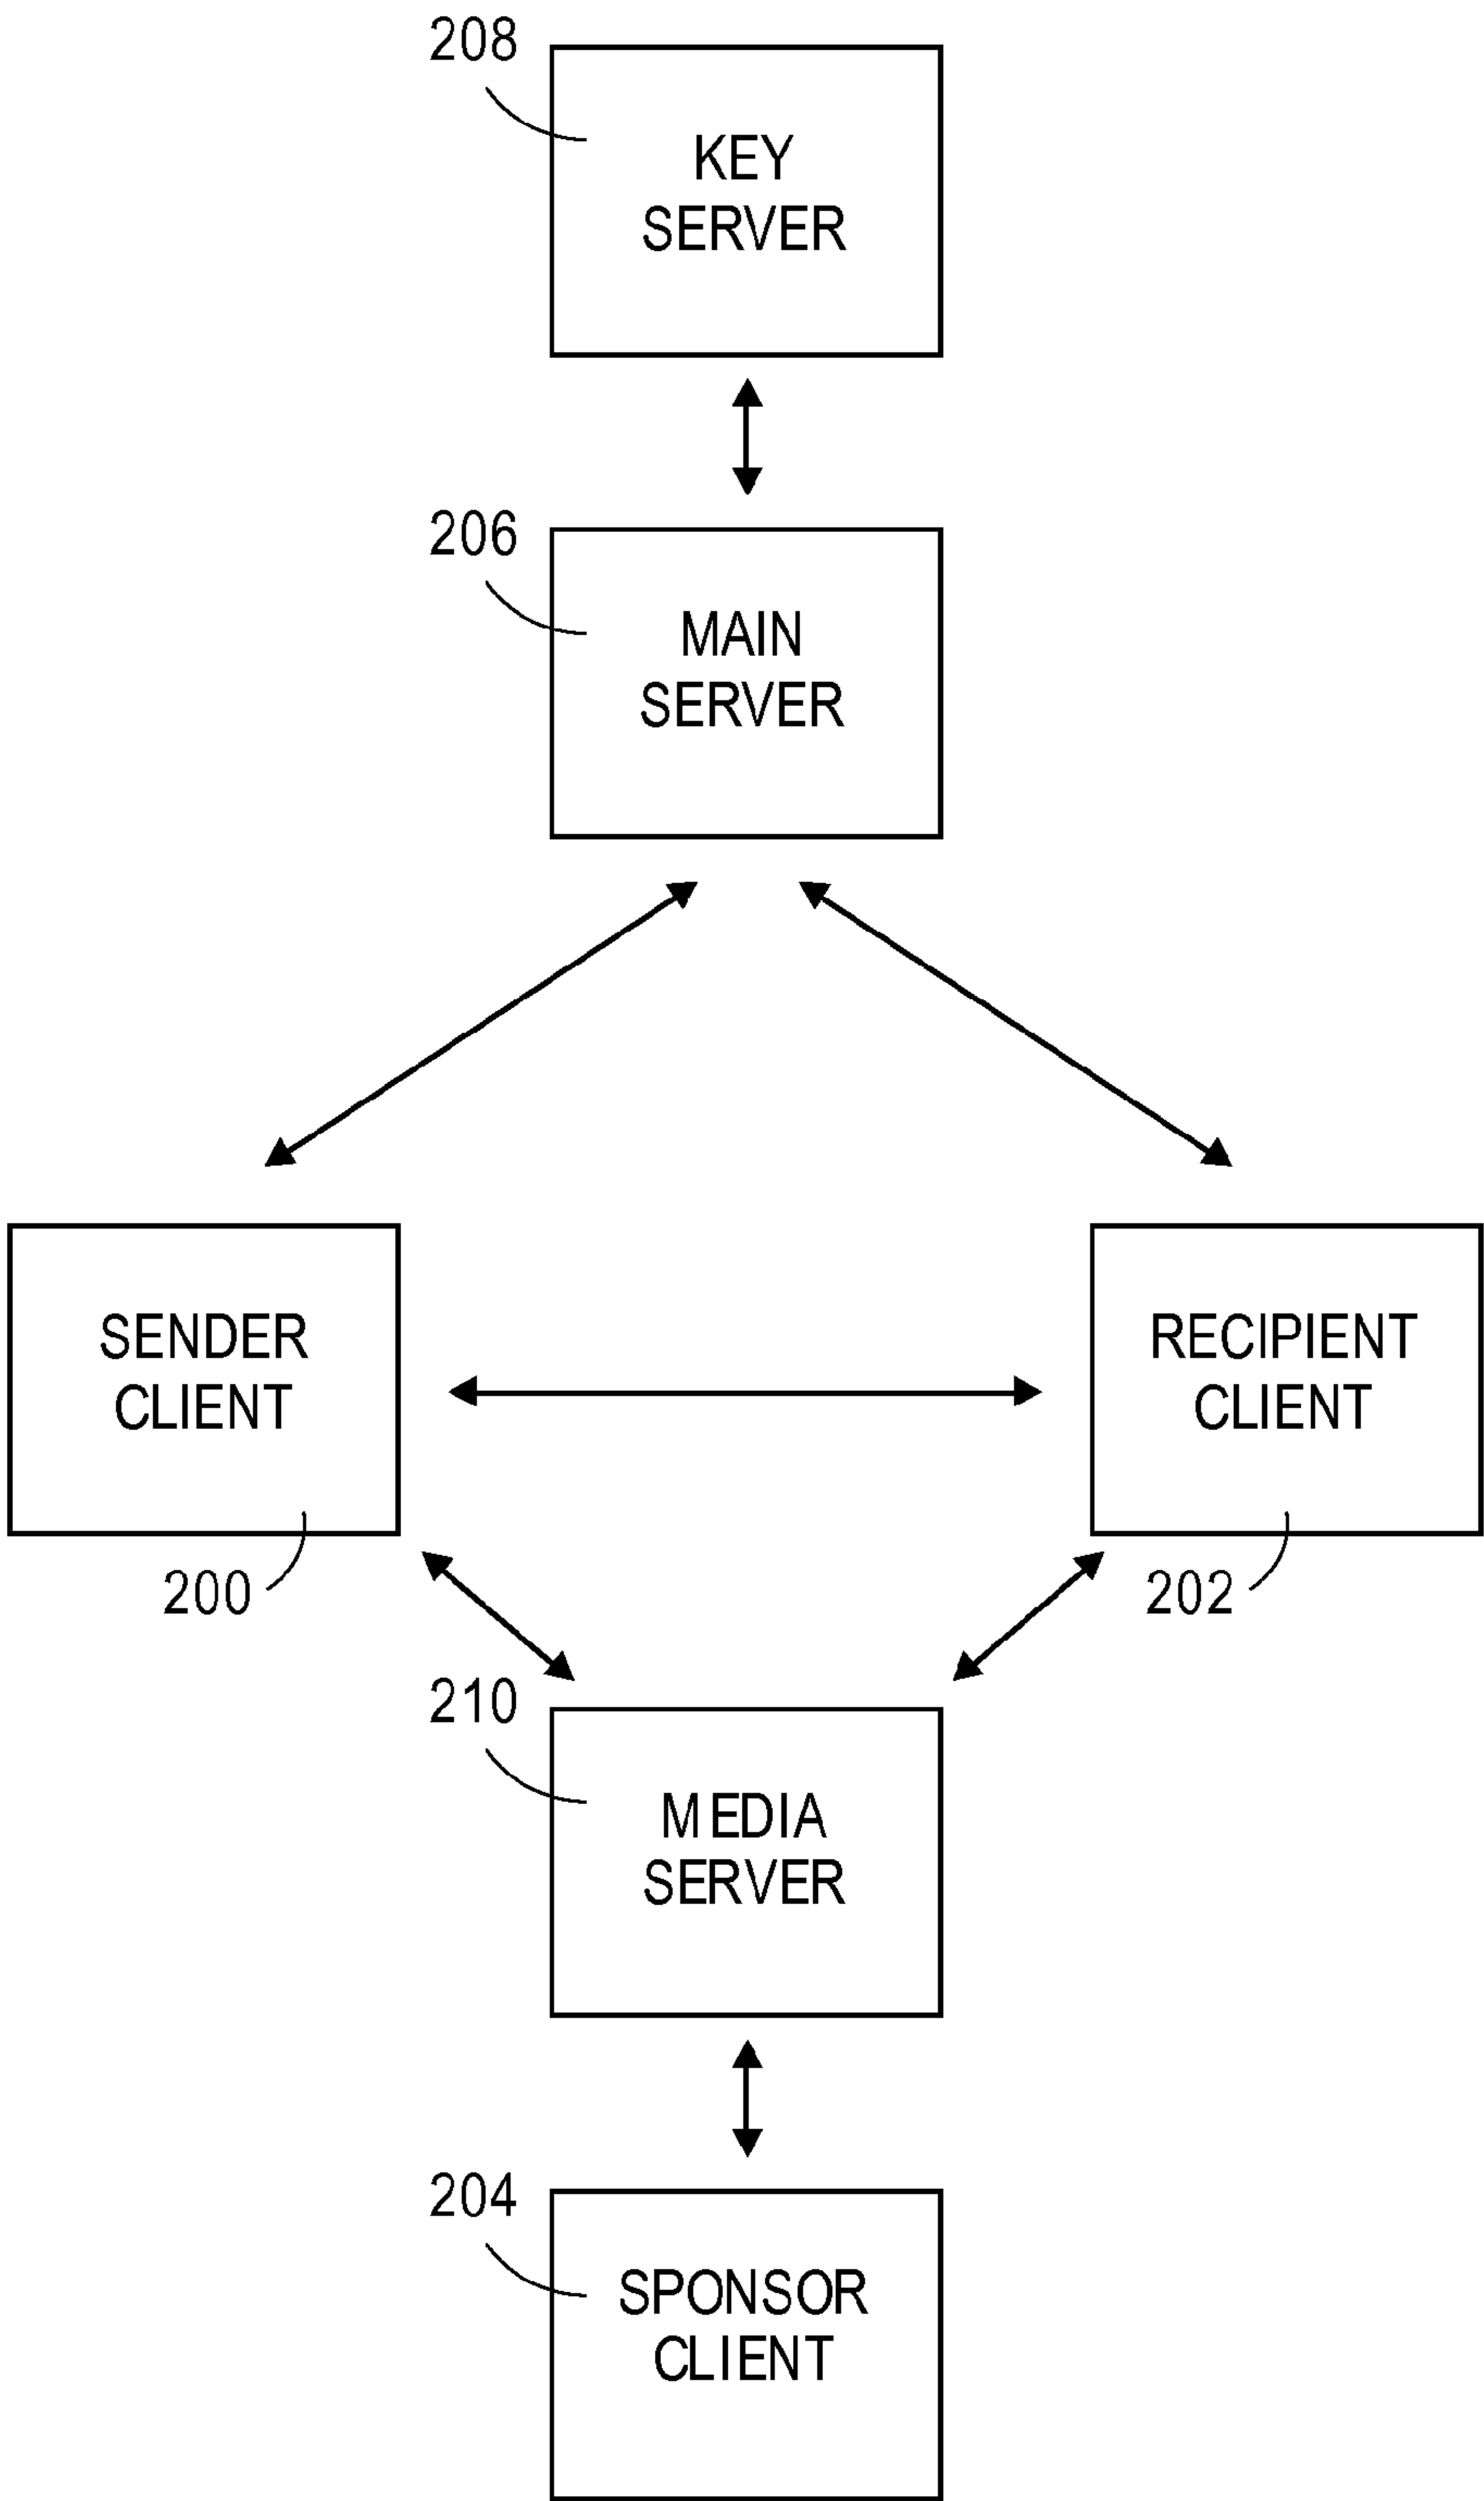 208
KEY
SERVER
206
MAIN
SERVER
SENDER
CLIENT
RECIPIENT
CLIENT
200
202
210
MEDIA
SERVER
204
SPONSOR
CLIENT